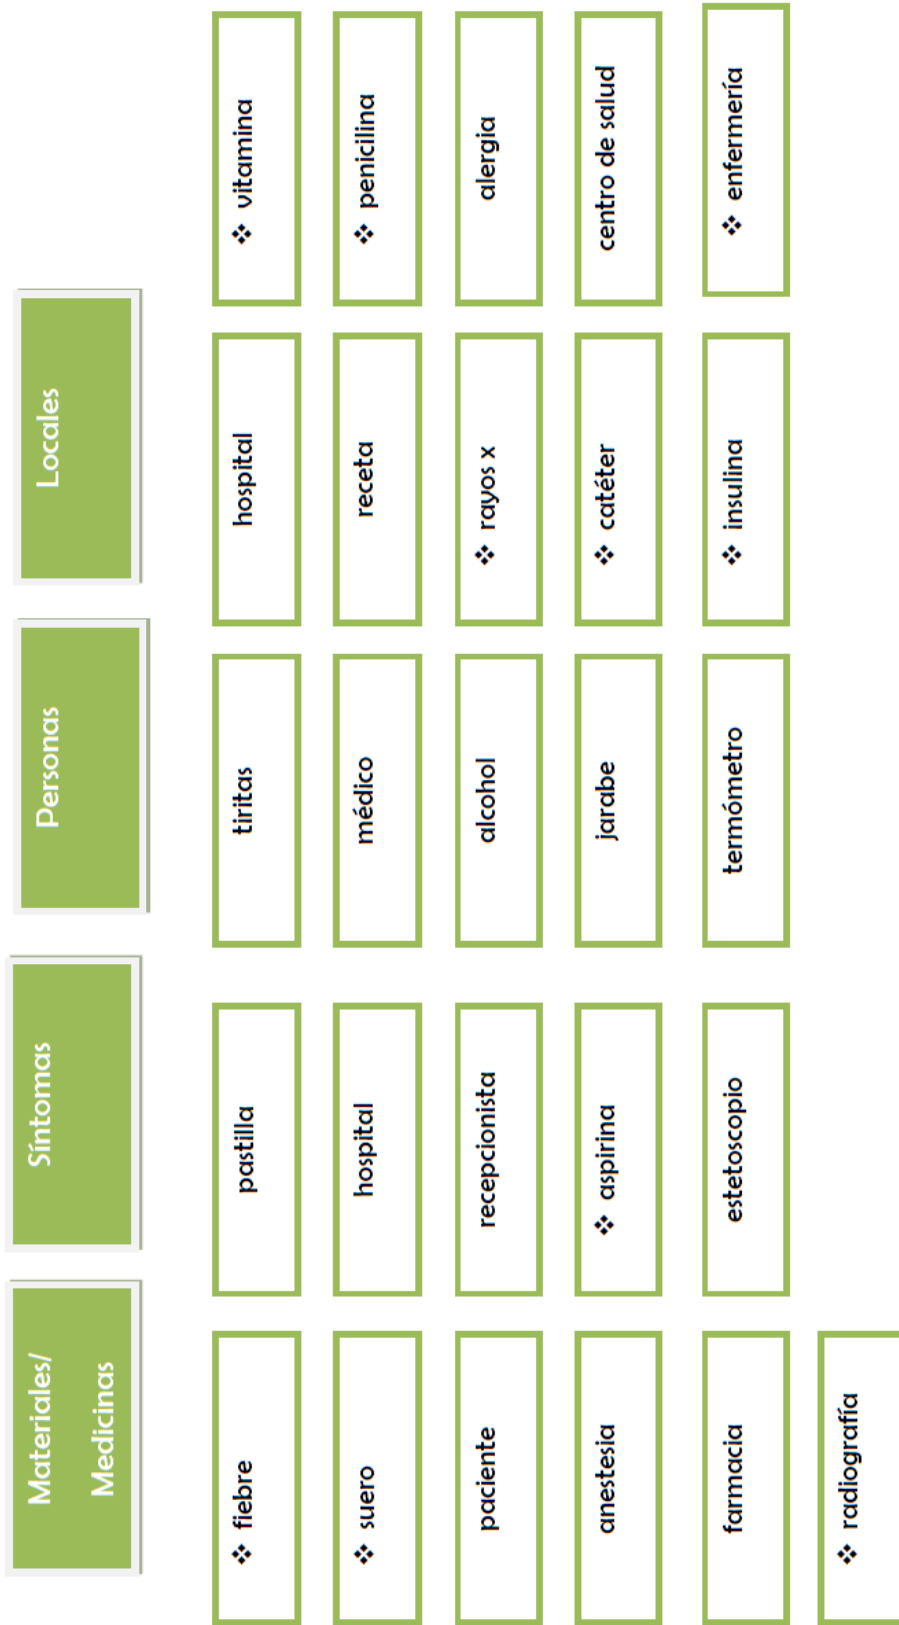 Materiales/
Medicinas
Síntomas
Personas
Locales
❖ fiebre
pastilla
tiritas
hospital
❖ vitamina
❖ suero
hospital
médico
receta
❖ penicilina
paciente
recepcionista
alcohol
❖ rayos x
alergia
anestesia
❖ aspirina
jarabe
❖ catéter
centro de salud
farmacia
estetoscopio
termómetro
❖ insulina
❖ enfermería
❖ radiografía